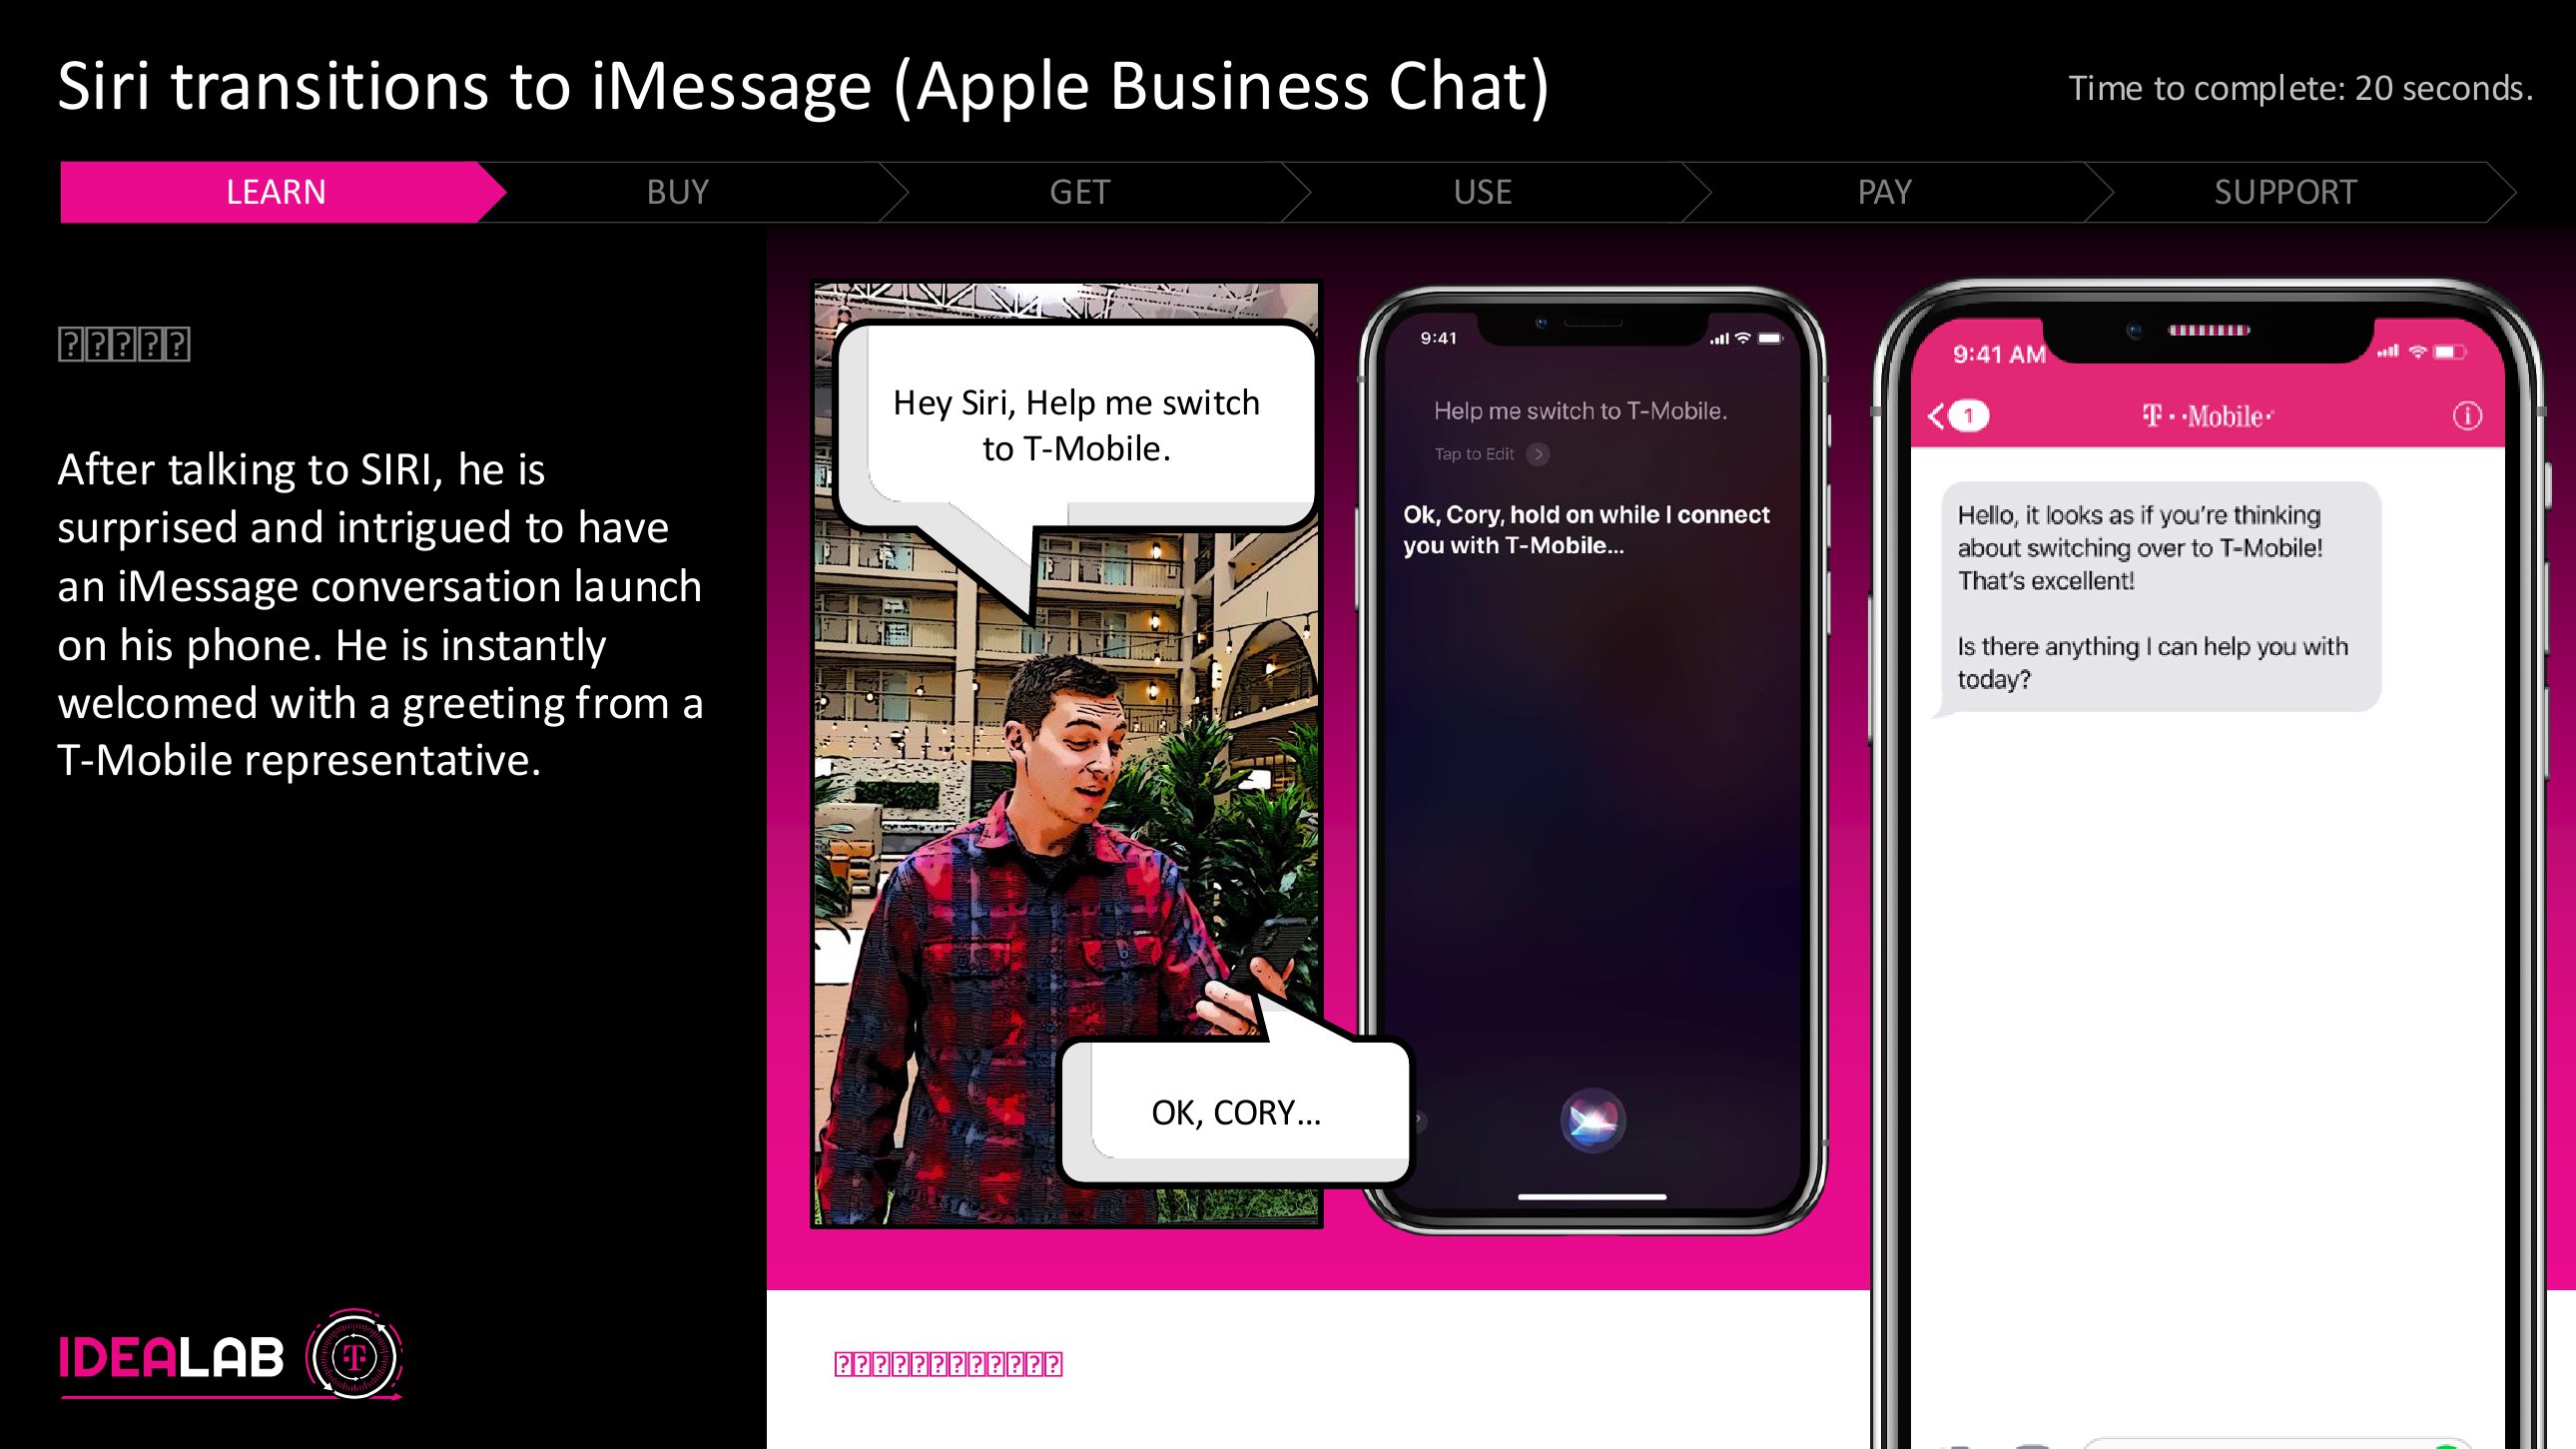 Siri transitions to iMessage (Apple Business Chat)
Time to complete: 20 seconds.
LEARN
BUY
GET
USE
PAY
SUPPORT
After talking to SIRI, he is
surprised and intrigued to have
an iMessage conversation launch
on his phone. He is instantly
welcomed with a greeting from a
T-Mobile representative.
Hey Siri, Help me switch
to T-Mobile.
OK, CORY...
9:41
Help me switch to T-Mobile.
Tap to Edit
Ok, Cory, hold on while I connect
you with T-Mobile...
9:41 AM
1
T··Mobile·
Hello, it looks as if you’re thinking
about switching over to T-Mobile!
That’s excellent!
Is there anything I can help you with
today?
IDEALAB
T